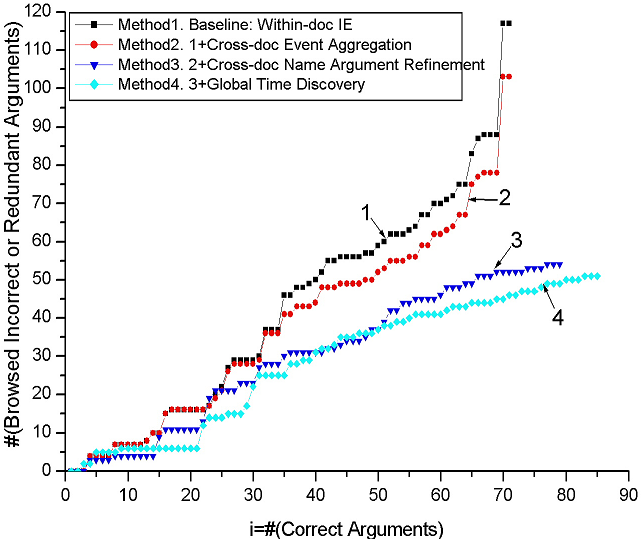 Method1. Baseline: Within-doc IE
Method2. 1+Cross-doc Event Aggregation
Method3. 2+Cross-doc Name Argument Refinement
Method4. 3+Global Time Discovery
#(Browsed Incorrect or Redundant Arguments)
120
110
100
90
80
70
60
50
40
30
20
10
0
1
2
3
4
0 10 20 30 40 50 60 70 80 90
i=#(Correct Arguments)